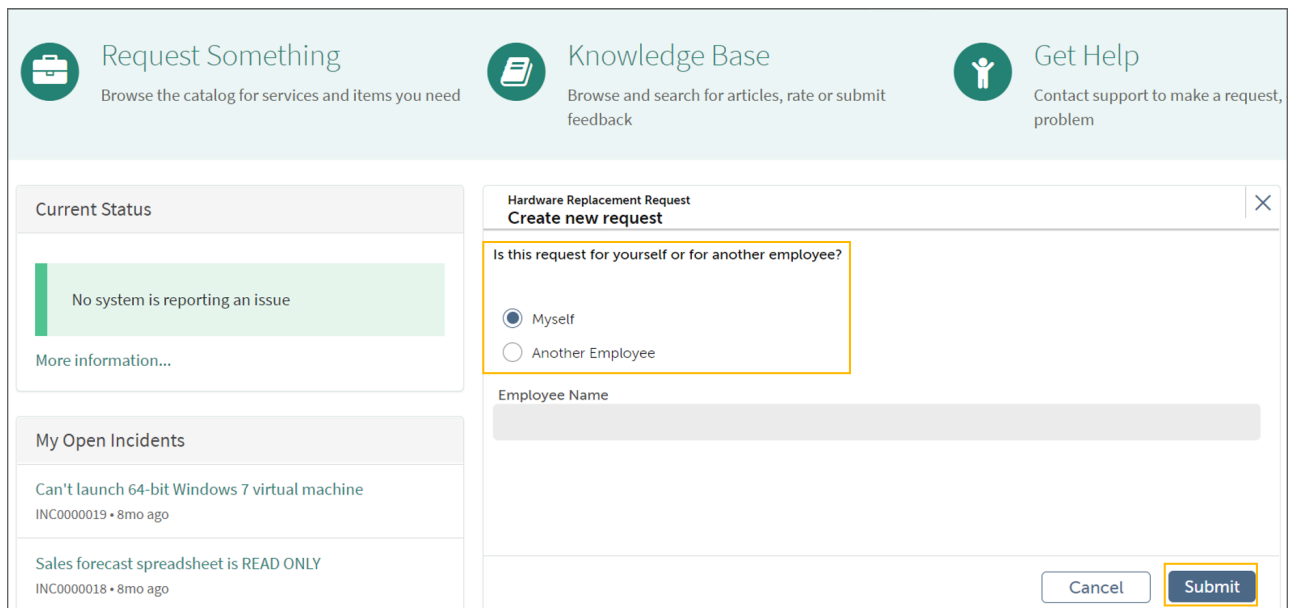 Request Something
Browse the catalog for services and items you need
Knowledge Base
Browse and search for articles, rate or submit
feedback
Get Help
Contact support to make a request,
problem
Current Status
No system is reporting an issue
More information...
My Open Incidents
Can't launch 64-bit Windows 7 virtual machine
INC0000019 • 8mo ago
Sales forecast spreadsheet is READ ONLY
INC0000018 • 8mo ago
Hardware Replacement Request
Create new request
Is this request for yourself or for another employee?
Myself
Another Employee
Employee Name
Cancel
Submit